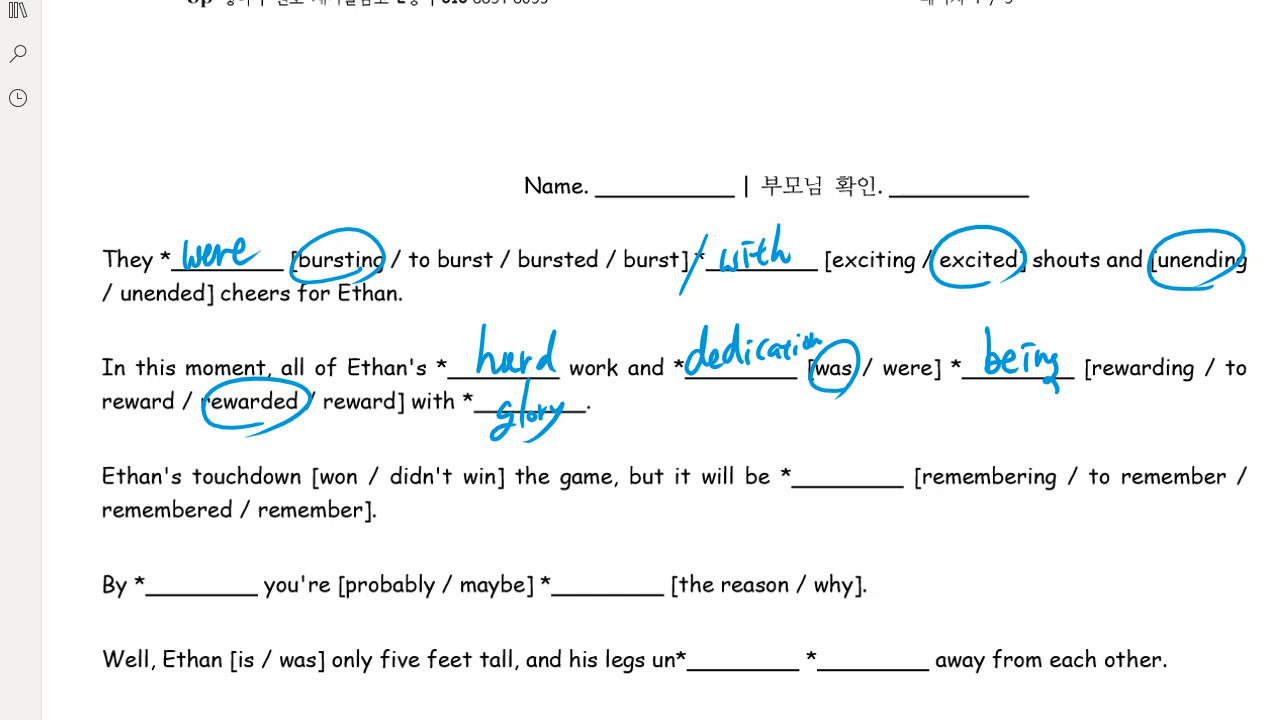 Name. __________ | 부모님 확인. __________
They *were [bursting / to burst / bursted / burst] / *with [exciting / excited] shouts and [unending
/ unended] cheers for Ethan.
In this moment, all of Ethan's *hard work and *dedication [was / were] *being [rewarding / to
reward / rewarded / reward] with *glory.
Ethan's touchdown [won / didn't win] the game, but it will be *________ [remembering / to remember /
remembered / remember].
By *________ you're [probably / maybe] *________ [the reason / why].
Well, Ethan [is / was] only five feet tall, and his legs un*________ *________ away from each other.